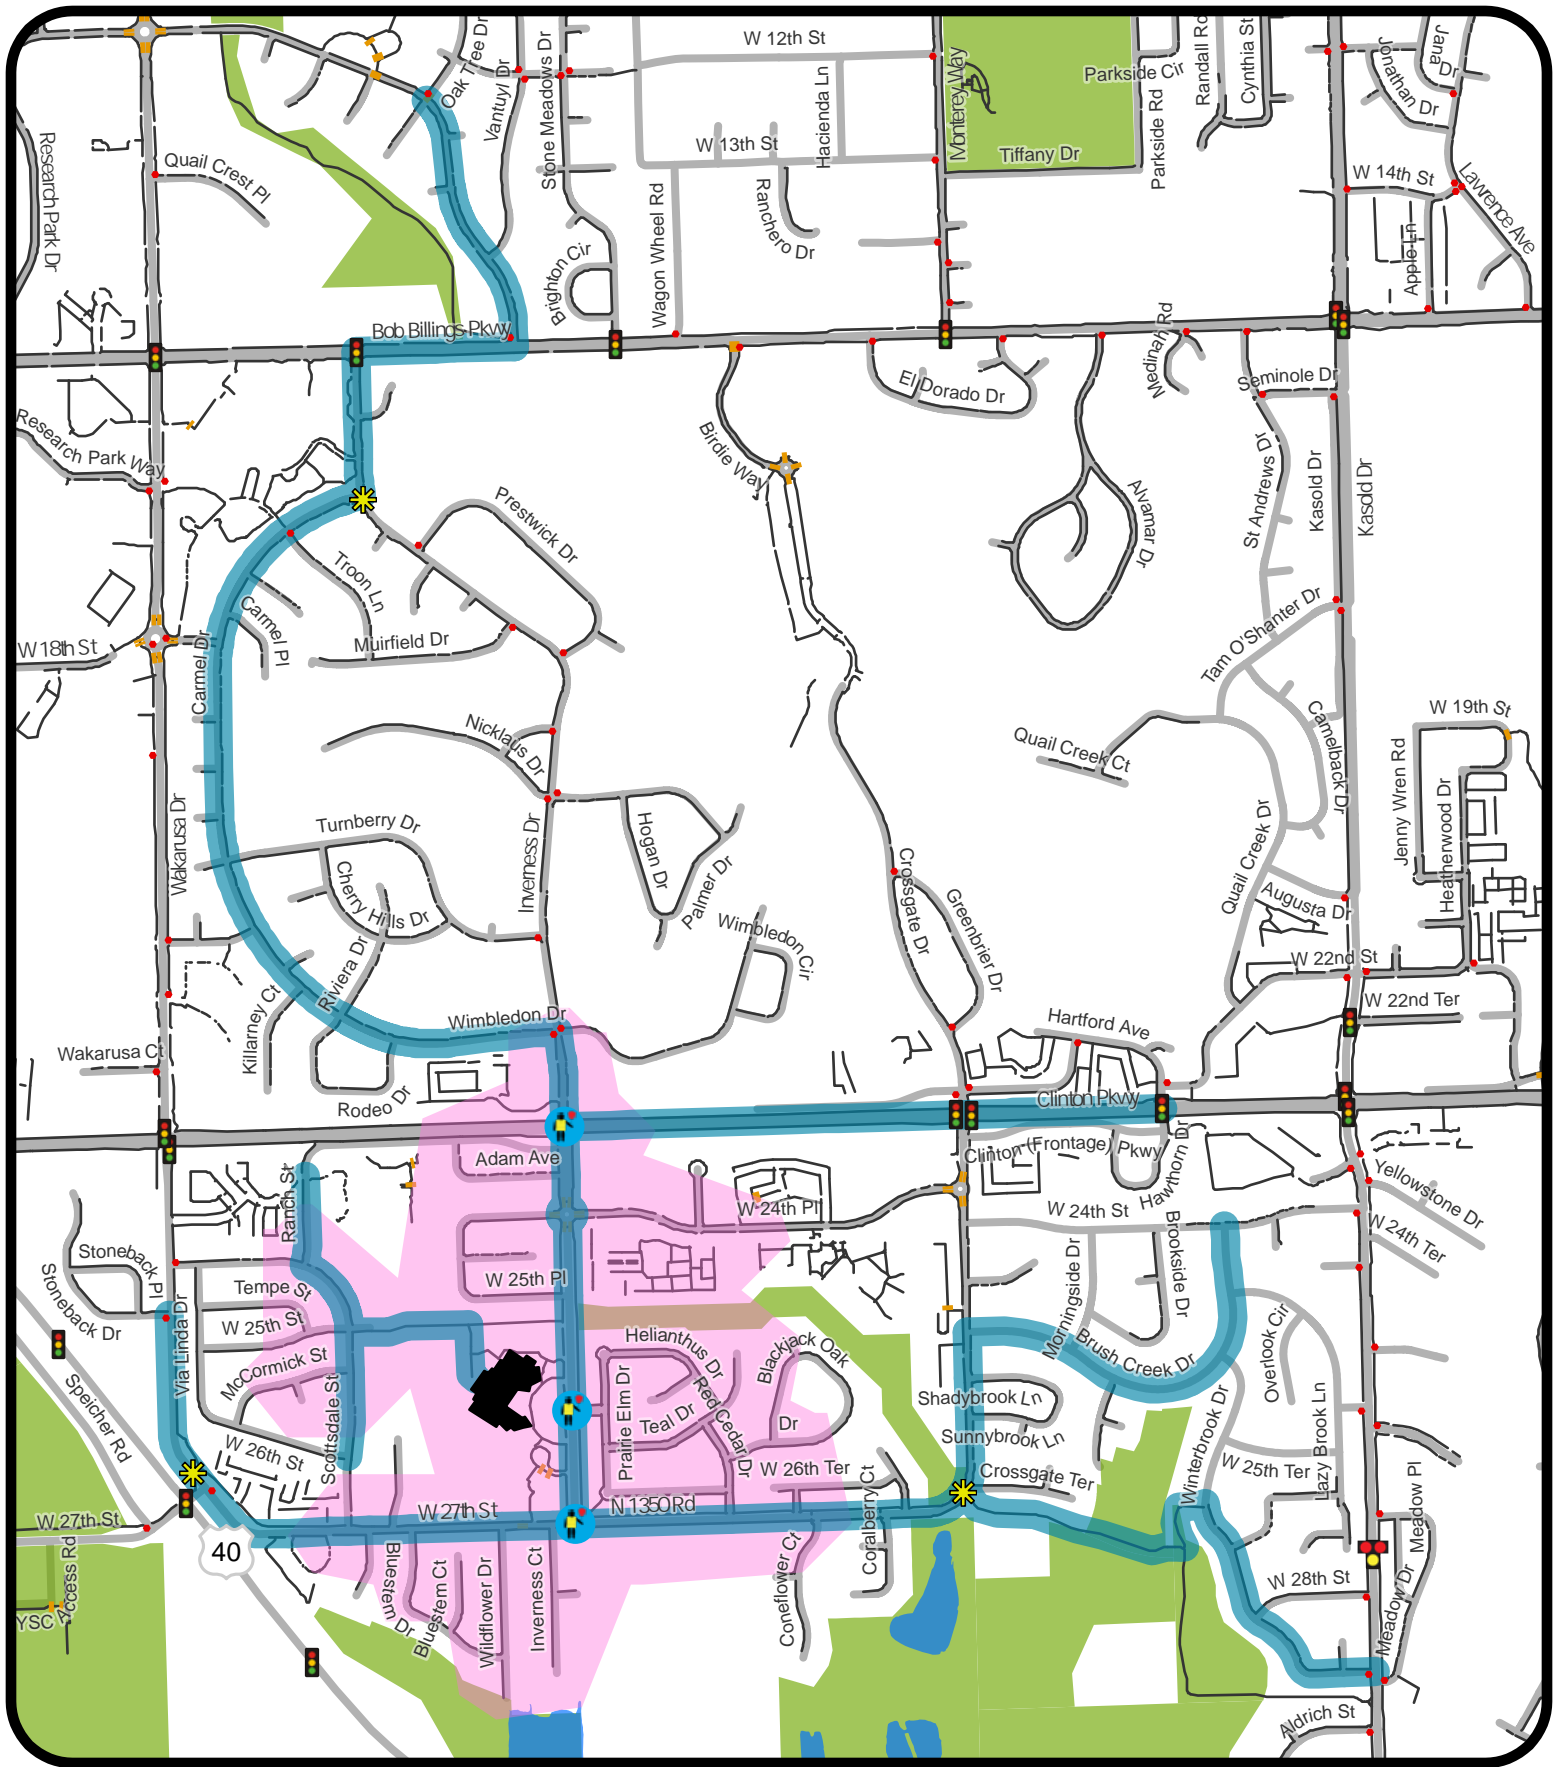 W 12th St
Oak Tree Dr
Vantuyl Dr
Stone Meadows Dr
Hacienda Ln
Monterey Way
Parkside Cir
Randall Rd
Cynthia St
Jonathan Dr
Jana Dr
Research Park Dr
Quail Crest Pl
W 13th St
Tiffany Dr
Parkside Rd
W 14th St
Lawrence Ave
Wagon Wheel Rd
Ranchero Dr
Brighton Cir
Apple Ln
Bob Billings Pkwy
Medinah Rd
El Dorado Dr
Seminole Dr
Research Park Way
Birdie Way
Alvamar Dr
St Andrews Dr
Kasold Dr
Kasold Dr
Prestwick Dr
Troon Ln
Carmel Pl
Muirfield Dr
W 18th St
Carmel Dr
Tam O'Shanter Dr
Nicklaus Dr
Quail Creek Ct
Camelback Dr
W 19th St
Jenny Wren Rd
Heatherwood Dr
Wakarusa Dr
Turnberry Dr
Inverness Dr
Hogan Dr
Palmer Dr
Crossgate Dr
Greenbrier Dr
Quail Creek Dr
Augusta Dr
Cherry Hills Dr
Wimbledon Cir
Riviera Dr
Killarney Ct
W 22nd St
W 22nd Ter
Wimbledon Dr
Hartford Ave
Wakarusa Ct
Rodeo Dr
Clinton Pkwy
Clinton (Frontage) Pkwy
Adam Ave
Hawthorn Dr
Yellowstone Dr
Ranch St
W 24th Pl
W 24th St
W 24th Ter
Brookside Dr
Stoneback Pl
Stoneback Dr
Tempe St
W 25th Pl
Morningside Dr
W 25th St
Via Linda Dr
McCormick St
Helianthus Dr
Blackjack Oak Dr
Brush Creek Dr
Overlook Cir
Speicher Rd
Scottsdale St
Prairie Elm Dr
Teal Dr
Red Cedar Dr
Shadybrook Ln
Sunnybrook Ln
Winterbrook Dr
Lazy Brook Ln
W 26th St
W 26th Ter
Crossgate Ter
W 25th Ter
Meadow Pl
W 27th St
W 27th St
N 1350 Rd
Coralberry Ct
40
YSC Access Rd
Bluestem Dr
Bluestem Ct
Wildflower Dr
Inverness Ct
Coneflower Ct
W 28th St
Meadow Dr
Aldrich St